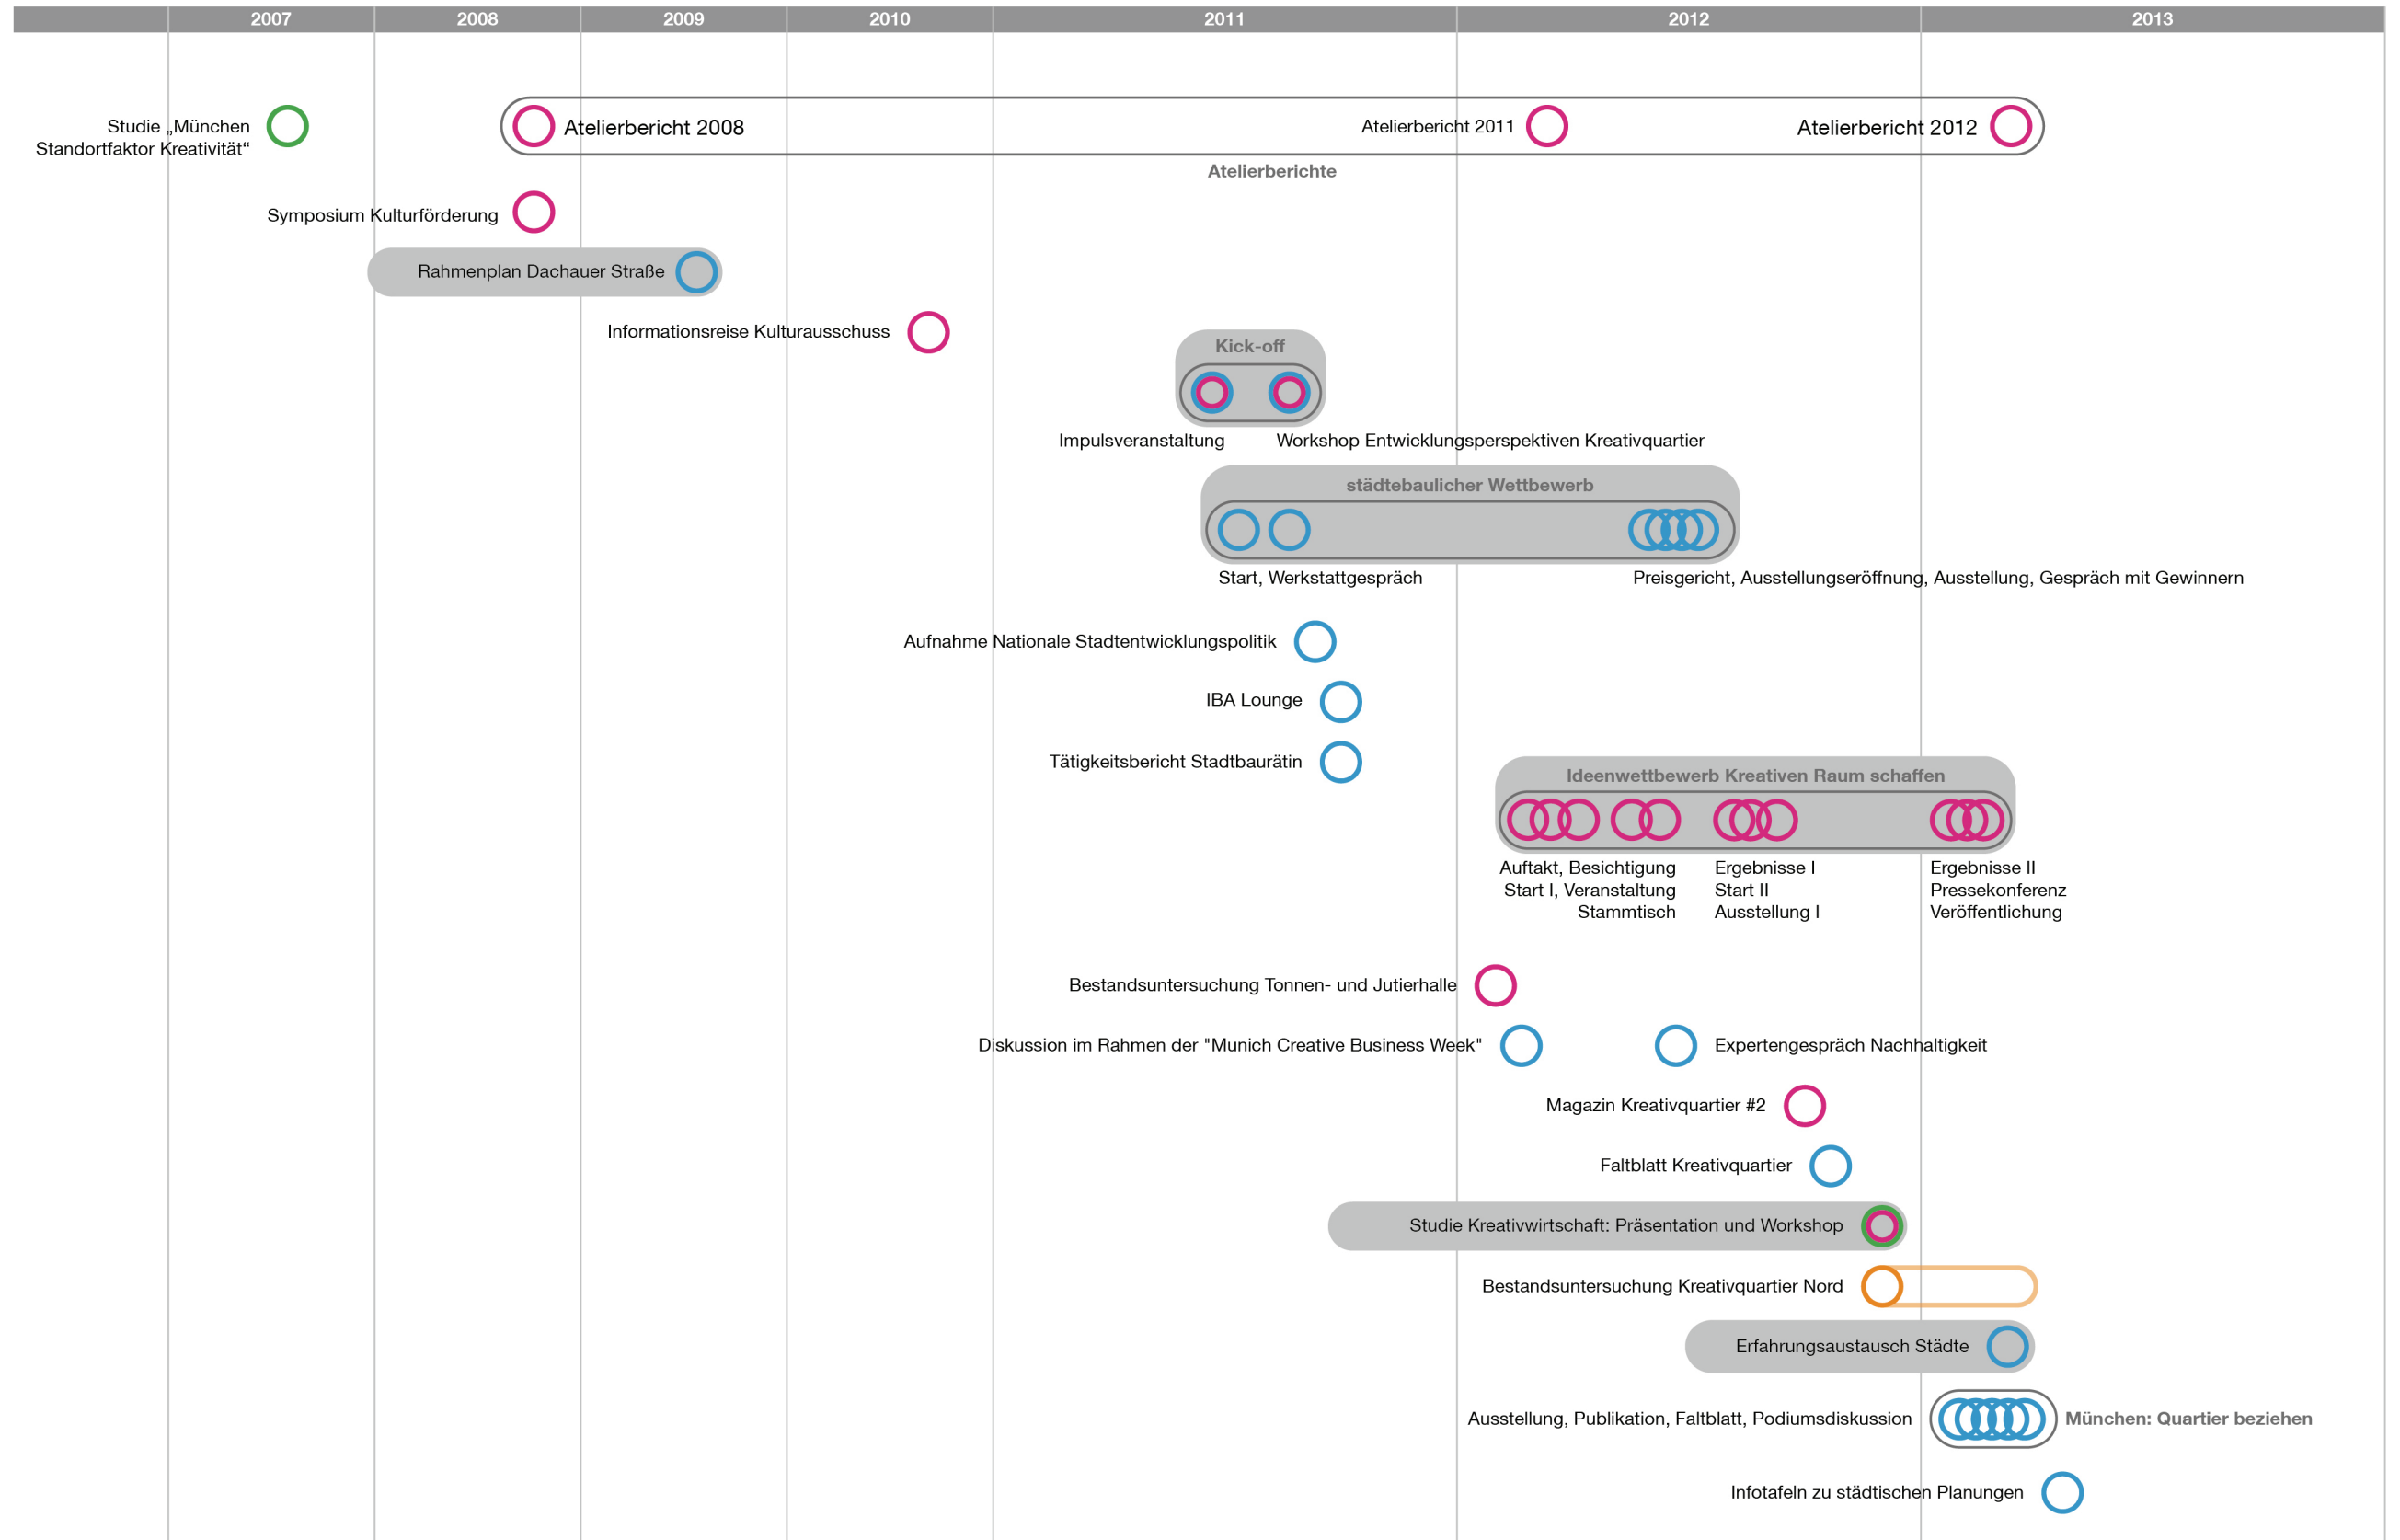 2007 2008 2009 2010 2011 2012 2013
Studie „München
Standortfaktor Kreativität“
Atelierbericht 2008
Atelierbericht 2011
Atelierbericht 2012
Atelierberichte
Symposium Kulturförderung
Rahmenplan Dachauer Straße
Informationsreise Kulturausschuss
Kick-off
Impulsveranstaltung
Workshop Entwicklungsperspektiven Kreativquartier
städtebaulicher Wettbewerb
Start, Werkstattgespräch
Preisgericht, Ausstellungseröffnung, Ausstellung, Gespräch mit Gewinnern
Aufnahme Nationale Stadtentwicklungspolitik
IBA Lounge
Tätigkeitsbericht Stadtbaurätin
Ideenwettbewerb Kreativen Raum schaffen
Auftakt, Besichtigung
Start I, Veranstaltung
Stammtisch
Ergebnisse I
Start II
Ausstellung I
Ergebnisse II
Pressekonferenz
Veröffentlichung
Bestandsuntersuchung Tonnen- und Jutierhalle
Diskussion im Rahmen der "Munich Creative Business Week"
Expertengespräch Nachhaltigkeit
Magazin Kreativquartier #2
Faltblatt Kreativquartier
Studie Kreativwirtschaft: Präsentation und Workshop
Bestandsuntersuchung Kreativquartier Nord
Erfahrungsaustausch Städte
Ausstellung, Publikation, Faltblatt, Podiumsdiskussion
München: Quartier beziehen
Infotafeln zu städtischen Planungen